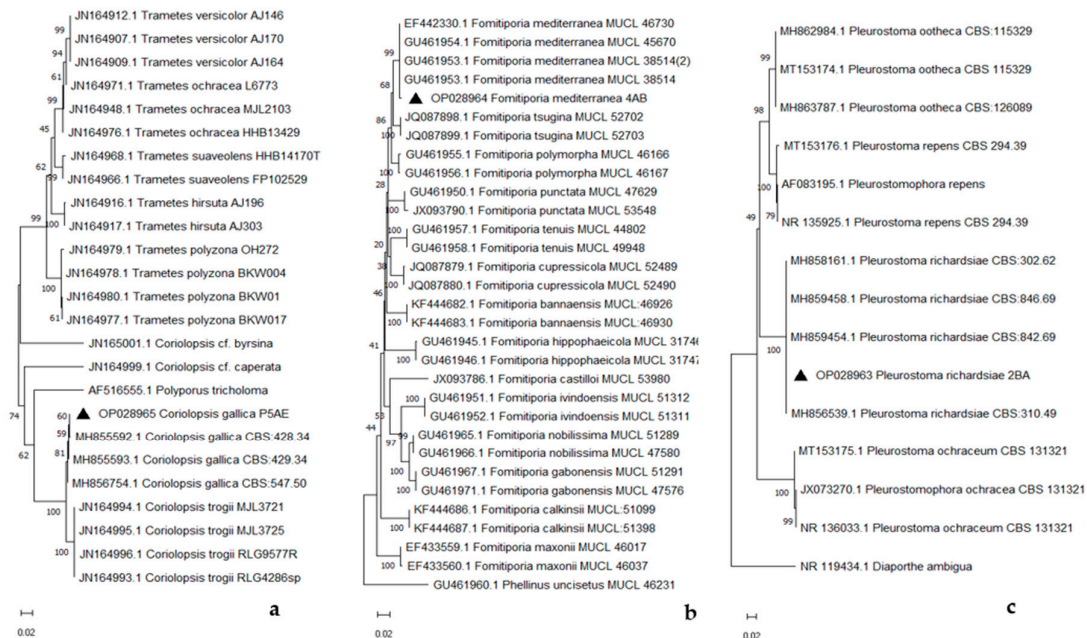 JN164912.1 Trametes versicolor AJ146
99
JN164907.1 Trametes versicolor AJ170
94
JN164909.1 Trametes versicolor AJ164
61
JN164971.1 Trametes ochracea L6773
99
JN164948.1 Trametes ochracea MJL2103
45
JN164976.1 Trametes ochracea HHB13429
JN164968.1 Trametes suaveolens HHB14170T
62
JN164966.1 Trametes suaveolens FP102529
JN164916.1 Trametes hirsuta AJ196
99
100
JN164917.1 Trametes hirsuta AJ303
JN164979.1 Trametes polyzona OH272
JN164978.1 Trametes polyzona BKW004
100
JN164980.1 Trametes polyzona BKW01
61
JN164977.1 Trametes polyzona BKW017
JN165001.1 Coriolopsis cf. byrsina
JN164999.1 Coriolopsis cf. caperata
AF516555.1 Polyporus tricholoma
74
60
OP028965 Coriolopsis gallica P5AE
59
MH855592.1 Coriolopsis gallica CBS:428.34
62
81
MH855593.1 Coriolopsis gallica CBS:429.34
MH856754.1 Coriolopsis gallica CBS:547.50
JN164994.1 Coriolopsis trogii MJL3721
JN164995.1 Coriolopsis trogii MJL3725
100
JN164996.1 Coriolopsis trogii RLG9577R
JN164993.1 Coriolopsis trogii RLG4286sp
a
0.02
EF442330.1 Fomitiporia mediterranea MUCL 46730
GU461954.1 Fomitiporia mediterranea MUCL 45670
99
GU461953.1 Fomitiporia mediterranea MUCL 38514(2)
GU461953.1 Fomitiporia mediterranea MUCL 38514
68
OP028964 Fomitiporia mediterranea 4AB
JQ087898.1 Fomitiporia tsugina MUCL 52702
86
100
JQ087899.1 Fomitiporia tsugina MUCL 52703
GU461955.1 Fomitiporia polymorpha MUCL 46166
100
GU461956.1 Fomitiporia polymorpha MUCL 46167
28
GU461950.1 Fomitiporia punctata MUCL 47629
100
JX093790.1 Fomitiporia punctata MUCL 53548
GU461957.1 Fomitiporia tenuis MUCL 44802
20
100
GU461958.1 Fomitiporia tenuis MUCL 49948
38
JQ087879.1 Fomitiporia cupressicola MUCL 52489
100
JQ087880.1 Fomitiporia cupressicola MUCL 52490
46
KF444682.1 Fomitiporia bannaensis MUCL:46926
100
KF444683.1 Fomitiporia bannaensis MUCL:46930
41
GU461945.1 Fomitiporia hippophaeicola MUCL 31746
100
GU461946.1 Fomitiporia hippophaeicola MUCL 31747
JX093786.1 Fomitiporia castilloi MUCL 53980
GU461951.1 Fomitiporia ivindoensis MUCL 51312
100
GU461952.1 Fomitiporia ivindoensis MUCL 51311
53
44
GU461965.1 Fomitiporia nobilissima MUCL 51289
97
99
GU461966.1 Fomitiporia nobilissima MUCL 47580
GU461967.1 Fomitiporia gabonensis MUCL 51291
100
100
GU461971.1 Fomitiporia gabonensis MUCL 47576
KF444686.1 Fomitiporia calkinsii MUCL:51099
100
KF444687.1 Fomitiporia calkinsii MUCL:51398
EF433559.1 Fomitiporia maxonii MUCL 46017
100
EF433560.1 Fomitiporia maxonii MUCL 46037
GU461960.1 Phellinus uncisetus MUCL 46231
b
0.02
MH862984.1 Pleurostoma ootheca CBS:115329
99
MT153174.1 Pleurostoma ootheca CBS 115329
98
MH863787.1 Pleurostoma ootheca CBS:126089
MT153176.1 Pleurostoma repens CBS 294.39
100
AF083195.1 Pleurostomophora repens
49
79
NR 135925.1 Pleurostoma repens CBS 294.39
MH858161.1 Pleurostoma richardsiae CBS:302.62
MH859458.1 Pleurostoma richardsiae CBS:846.69
MH859454.1 Pleurostoma richardsiae CBS:842.69
100
OP028963 Pleurostoma richardsiae 2BA
MH856539.1 Pleurostoma richardsiae CBS:310.49
MT153175.1 Pleurostoma ochraceum CBS 131321
100
JX073270.1 Pleurostomophora ochracea CBS 131321
99
NR 136033.1 Pleurostoma ochraceum CBS 131321
NR 119434.1 Diaporthe ambigua
c
0.02